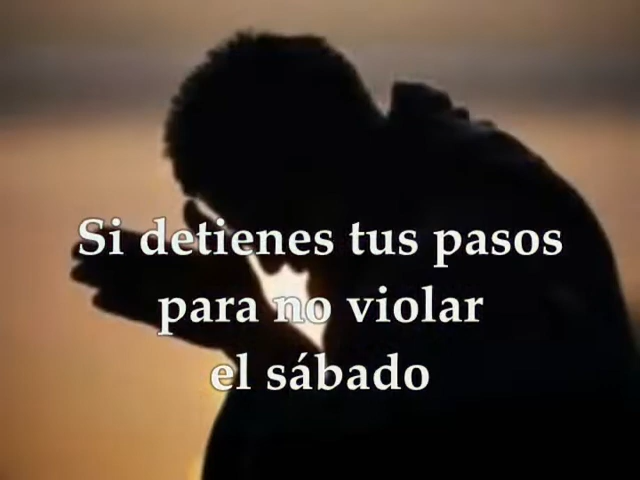 Si detienes tus pasos
para no violar
el sábado